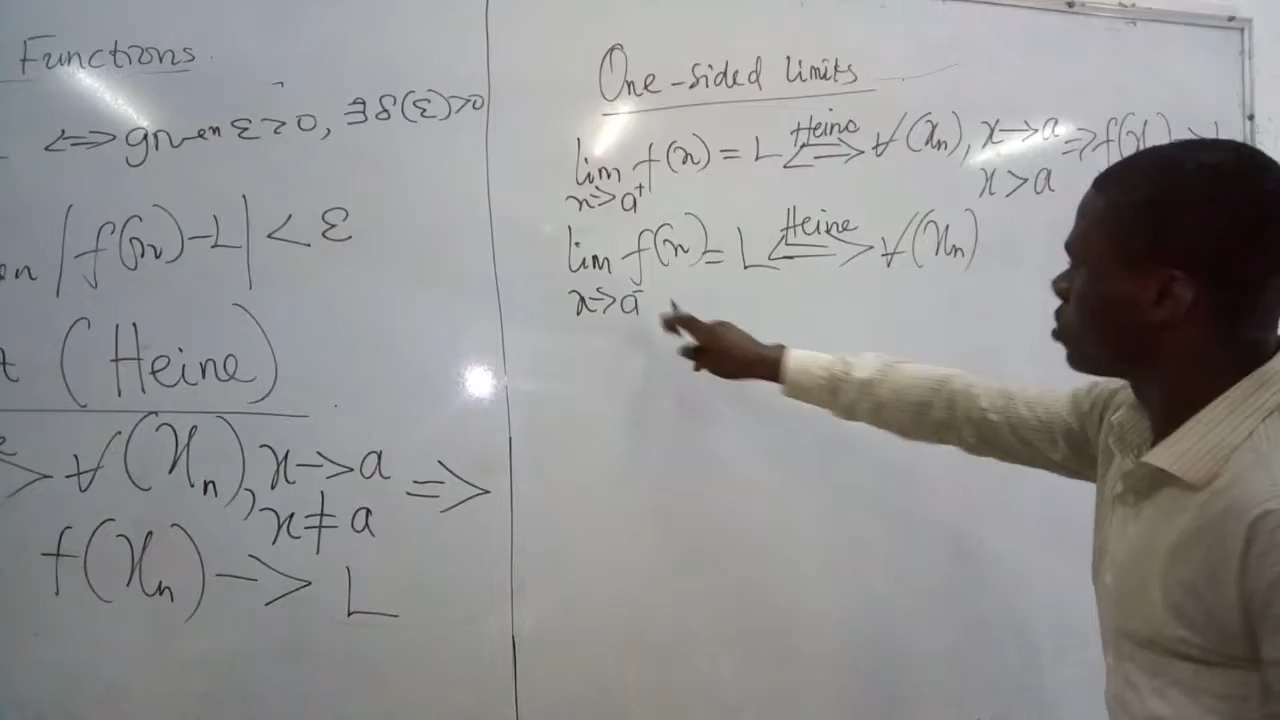 Functions.
⟺ given ε>0, ∃δ(ε)>0
|f(x)-L| < ε
(Heine)
> ∀(xₙ), x→a =>
x≠a
f(xₙ) → L
One-sided limits
lim f(x) = L ⟺ Heine ∀(xₙ), x→a => f(x
x→a⁺ x>a
lim f(x) = L ⟺ Heine ∀(xₙ)
x→a⁻